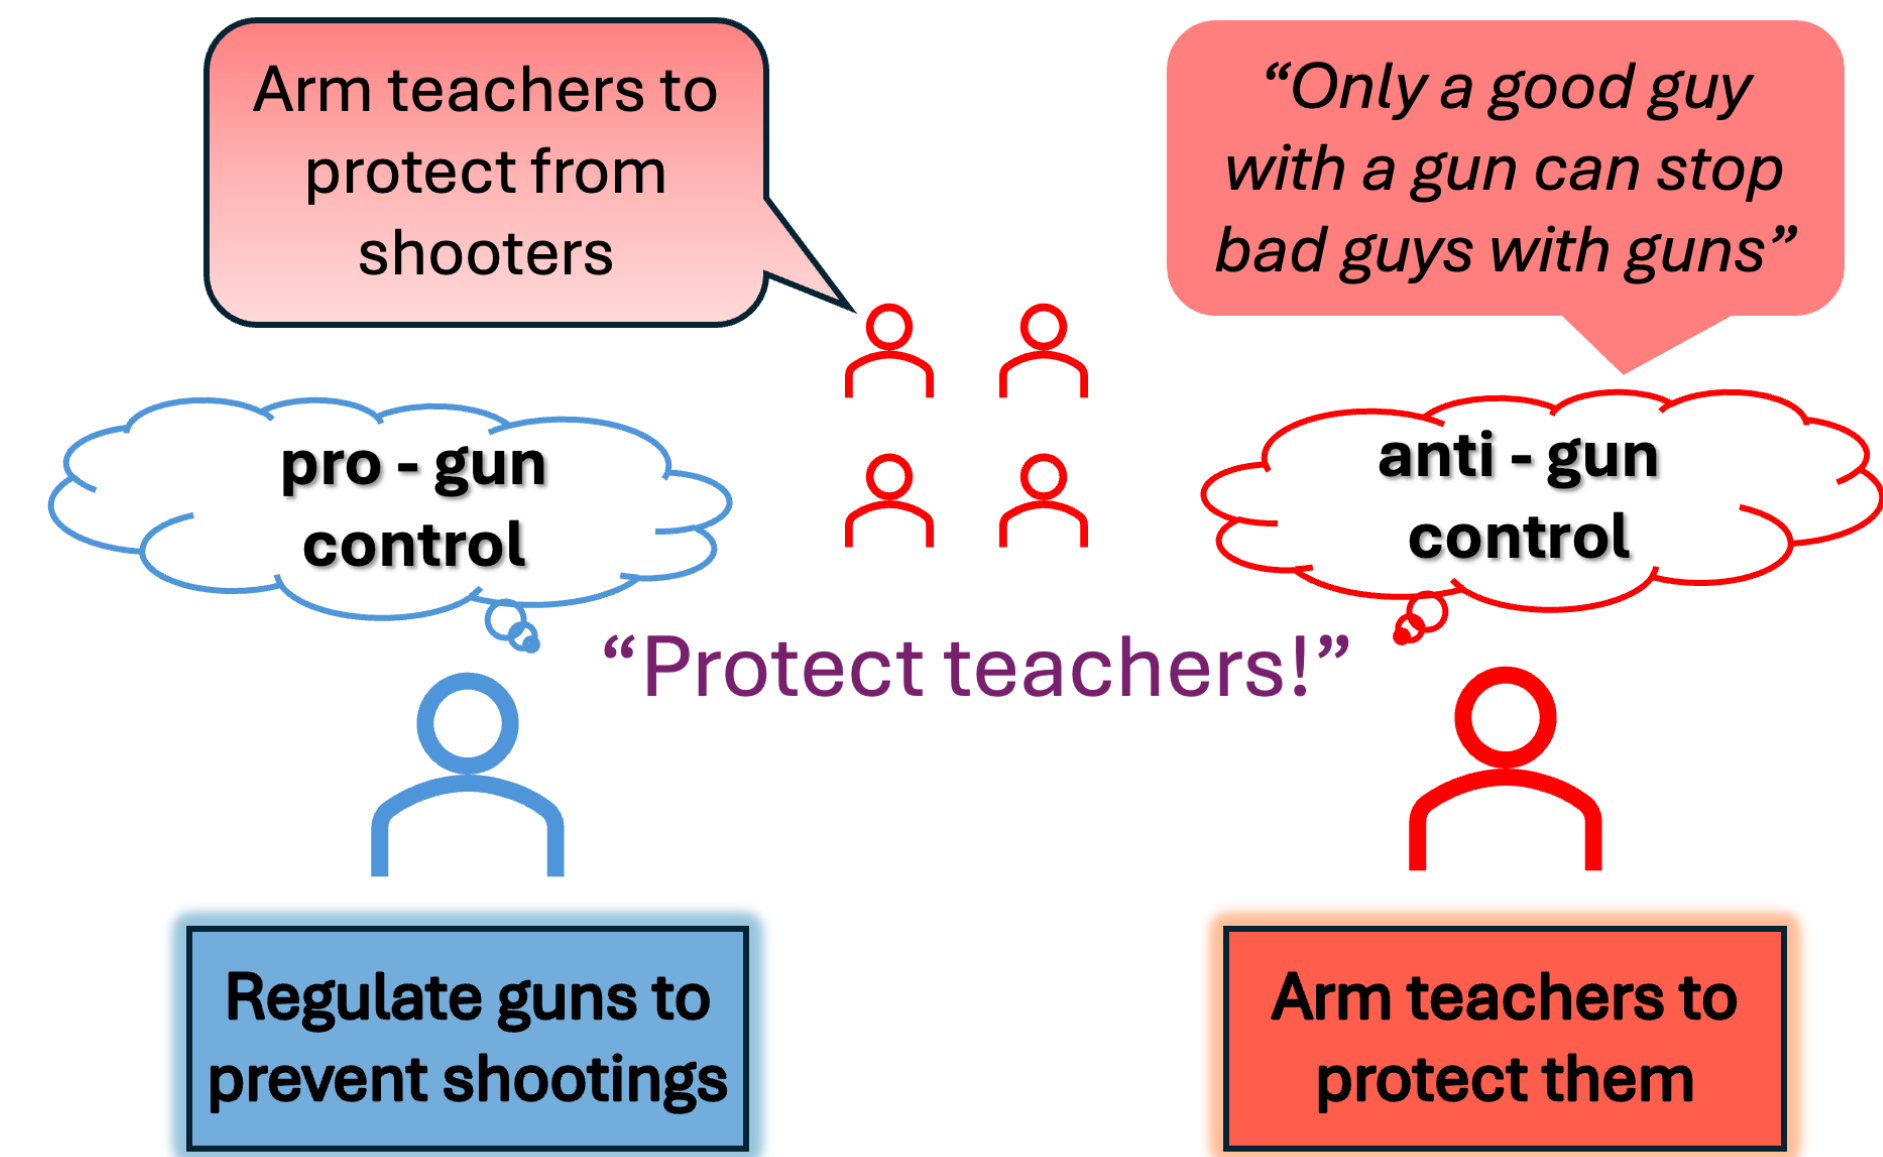 Arm teachers to
protect from
shooters
“Only a good guy
with a gun can stop
bad guys with guns”
pro - gun
control
anti - gun
control
“Protect teachers!”
Regulate guns to
prevent shootings
Arm teachers to
protect them